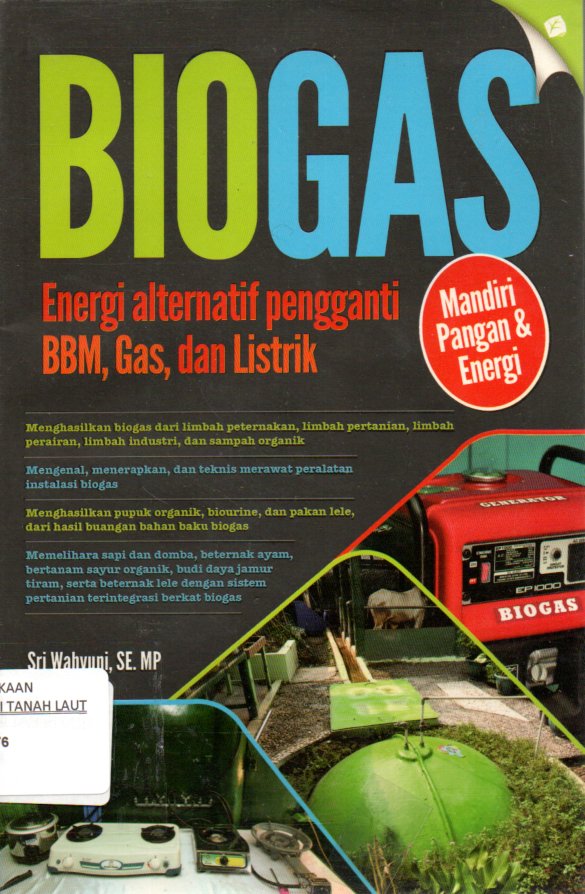 BIOGAS
Energi alternatif pengganti
BBM, Gas, dan Listrik
Mandiri
Pangan &
Energi
Menghasilkan biogas dari limbah peternakan, limbah pertanian, limbah
perairan, limbah industri, dan sampah organik
Mengenal, menerapkan, dan teknis merawat peralatan
instalasi biogas
Menghasilkan pupuk organik, biourine, dan pakan lele,
dari hasil buangan bahan baku biogas
Memelihara sapi dan domba, beternak ayam,
bertanam sayur organik, budi daya jamur
tiram, serta beternak lele dengan sistem
pertanian terintegrasi berkat biogas
Sri Wahyuni, SE. MP
KAAN
I TANAH LAUT
76
GENERATOR
EP1000
BIOGAS